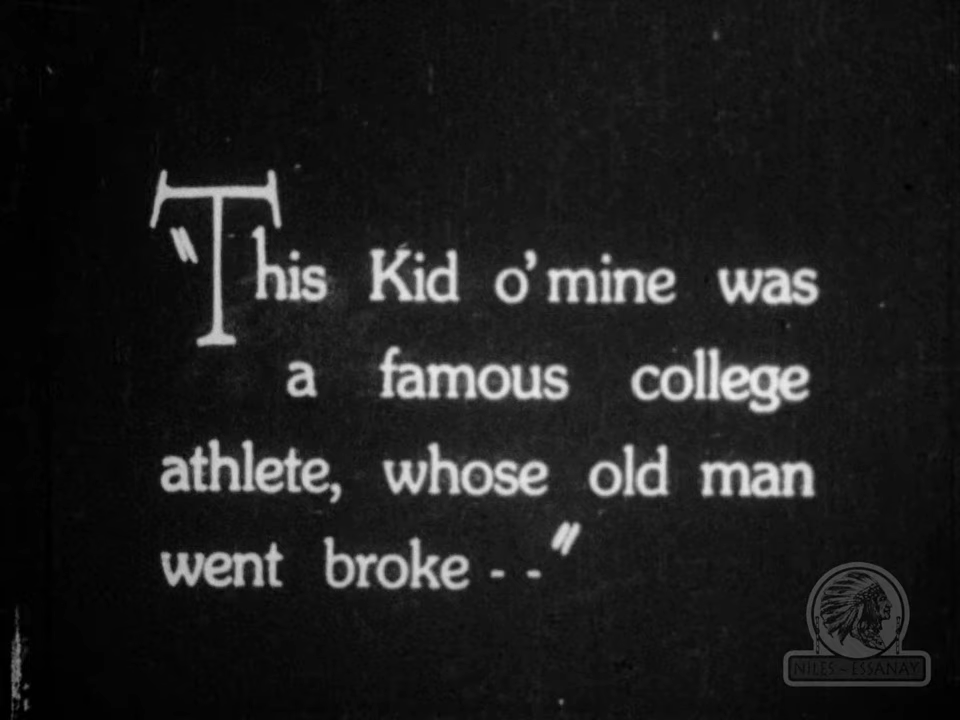 "This Kid o' mine was
a famous college
athlete, whose old man
went broke - -"
NILES ~ ESSANAY